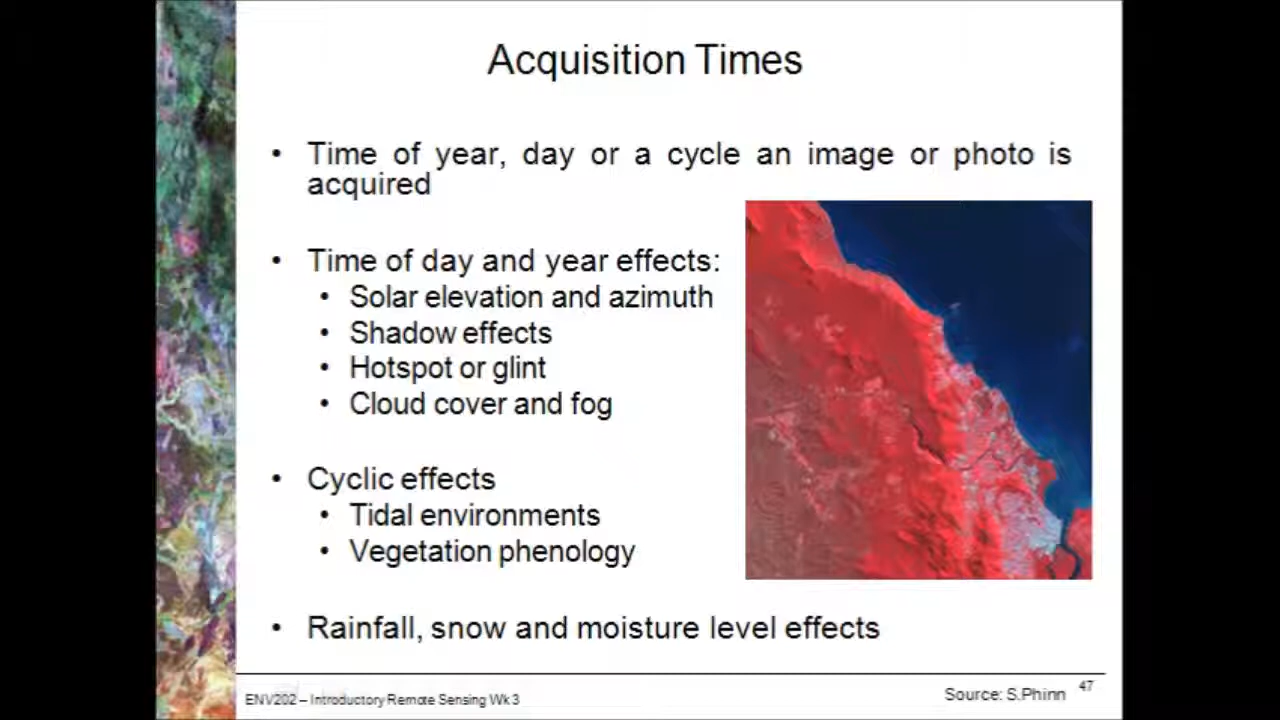 Acquisition Times
• Time of year, day or a cycle an image or photo is
acquired
• Time of day and year effects:
• Solar elevation and azimuth
• Shadow effects
• Hotspot or glint
• Cloud cover and fog
• Cyclic effects
• Tidal environments
• Vegetation phenology
• Rainfall, snow and moisture level effects
ENV202 – Introductory Remote Sensing Wk 3
Source: S.Phinn
47